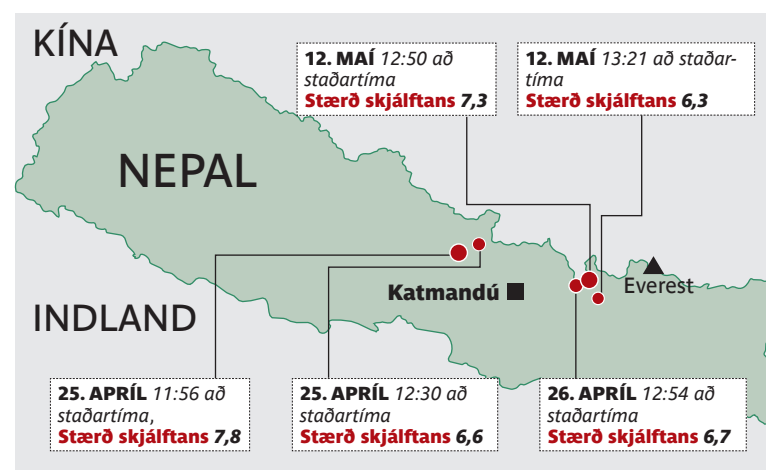 KÍNA
12. MAÍ 12:50 að
staðartíma
Stærð skjálftans 7,3
12. MAÍ 13:21 að staðar-
tíma
Stærð skjálftans 6,3
NEPAL
Katmandú
Everest
INDLAND
25. APRÍL 11:56 að
staðartíma,
Stærð skjálftans 7,8
25. APRÍL 12:30 að
staðartíma
Stærð skjálftans 6,6
26. APRÍL 12:54 að
staðartíma
Stærð skjálftans 6,7